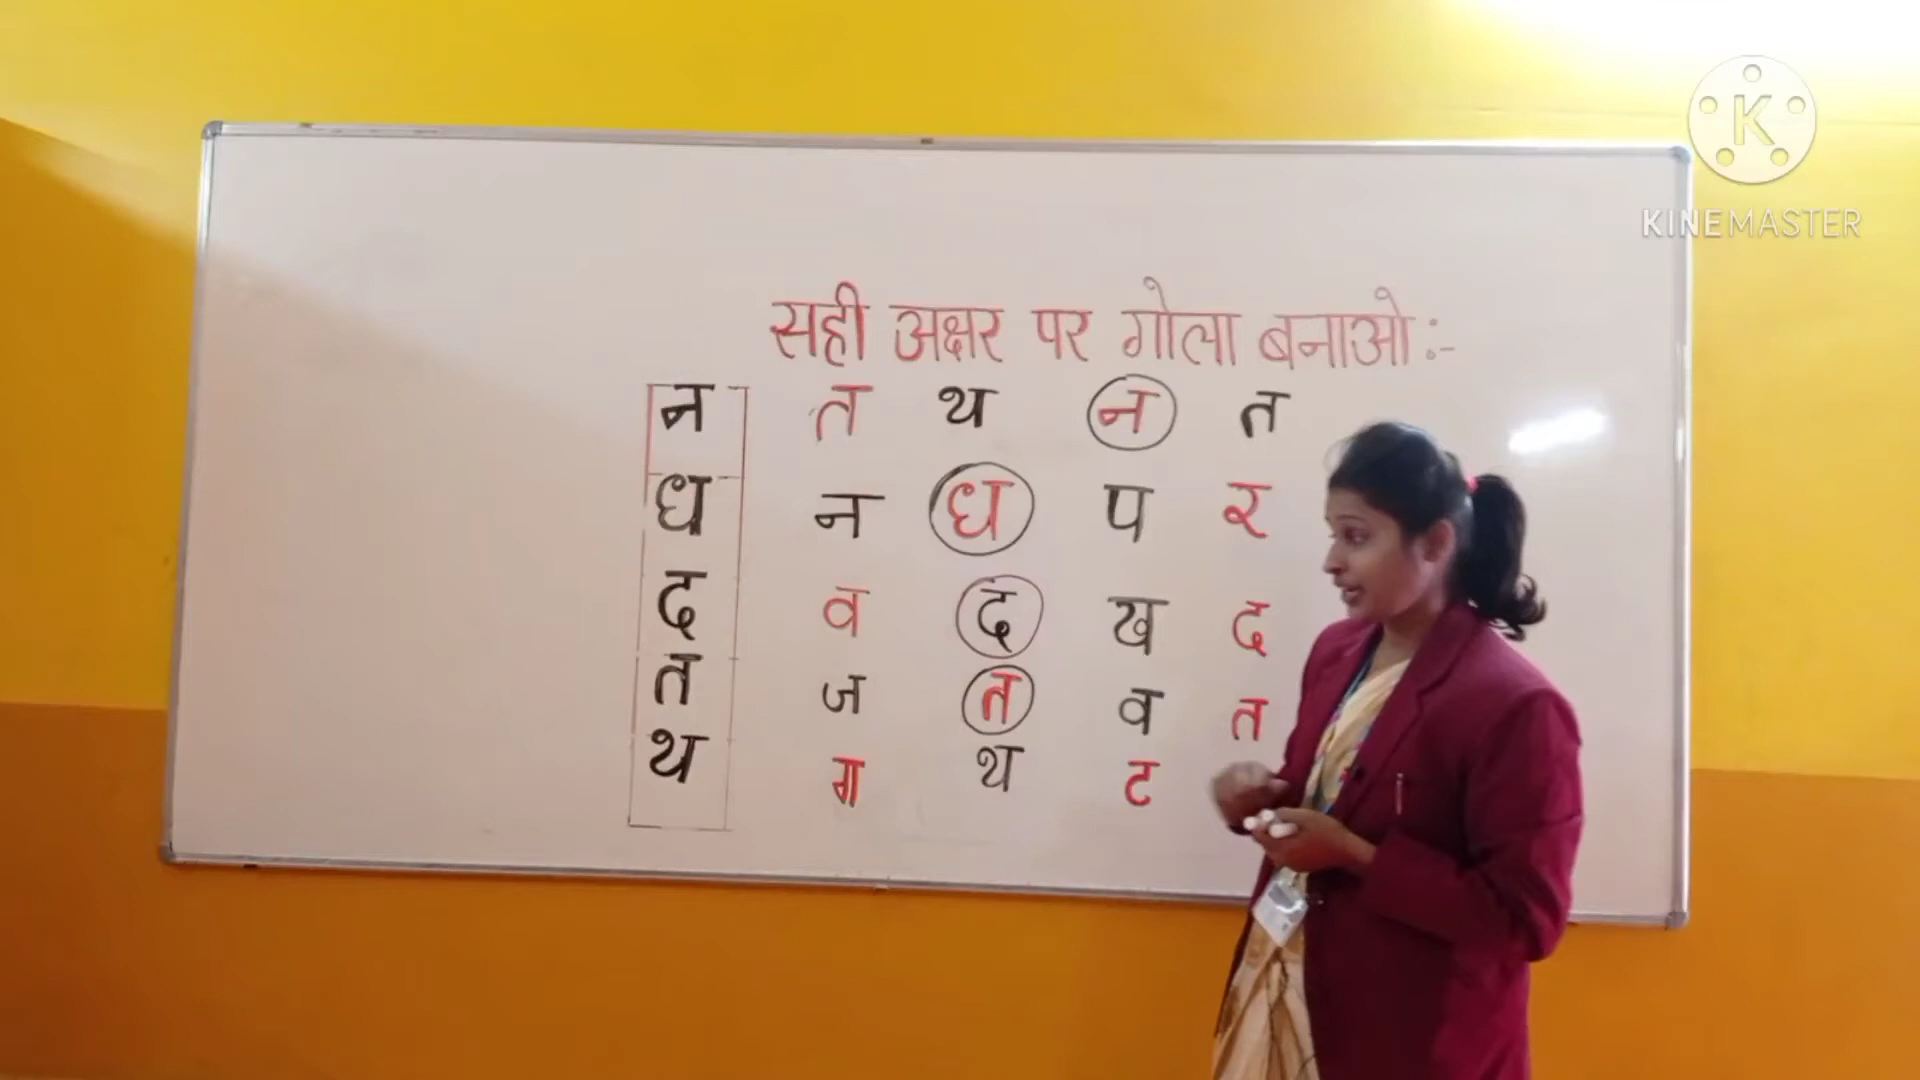 सही अक्षर पर गोला बनाओ :-
न त थ न त
ध न ध प र
द व द ख द
त ज त व त
थ ग थ ट
K
KINEMASTER